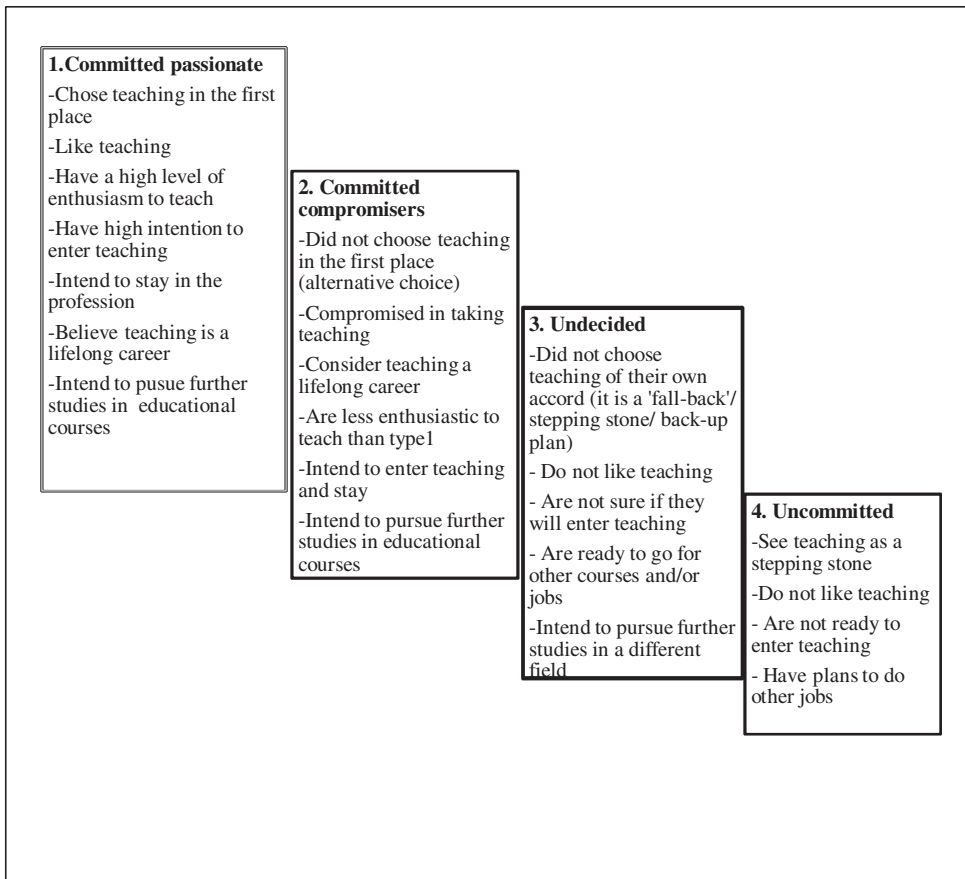 1.Committed passionate
-Chose teaching in the first
place
-Like teaching
-Have a high level of
enthusiasm to teach
-Have high intention to
enter teaching
-Intend to stay in the
profession
-Believe teaching is a
lifelong career
-Intend to pusue further
studies in educational
courses
2. Committed
compromisers
-Did not choose teaching
in the first place
(alternative choice)
-Compromised in taking
teaching
-Consider teaching a
lifelong career
-Are less enthusiastic to
teach than type1
-Intend to enter teaching
and stay
-Intend to pursue further
studies in educational
courses
3. Undecided
-Did not choose
teaching of their own
accord (it is a 'fall-back'/
stepping stone/ back-up
plan)
- Do not like teaching
- Are not sure if they
will enter teaching
- Are ready to go for
other courses and/or
jobs
-Intend to pursue further
studies in a different
field
4. Uncommitted
-See teaching as a
stepping stone
-Do not like teaching
- Are not ready to
enter teaching
- Have plans to do
other jobs